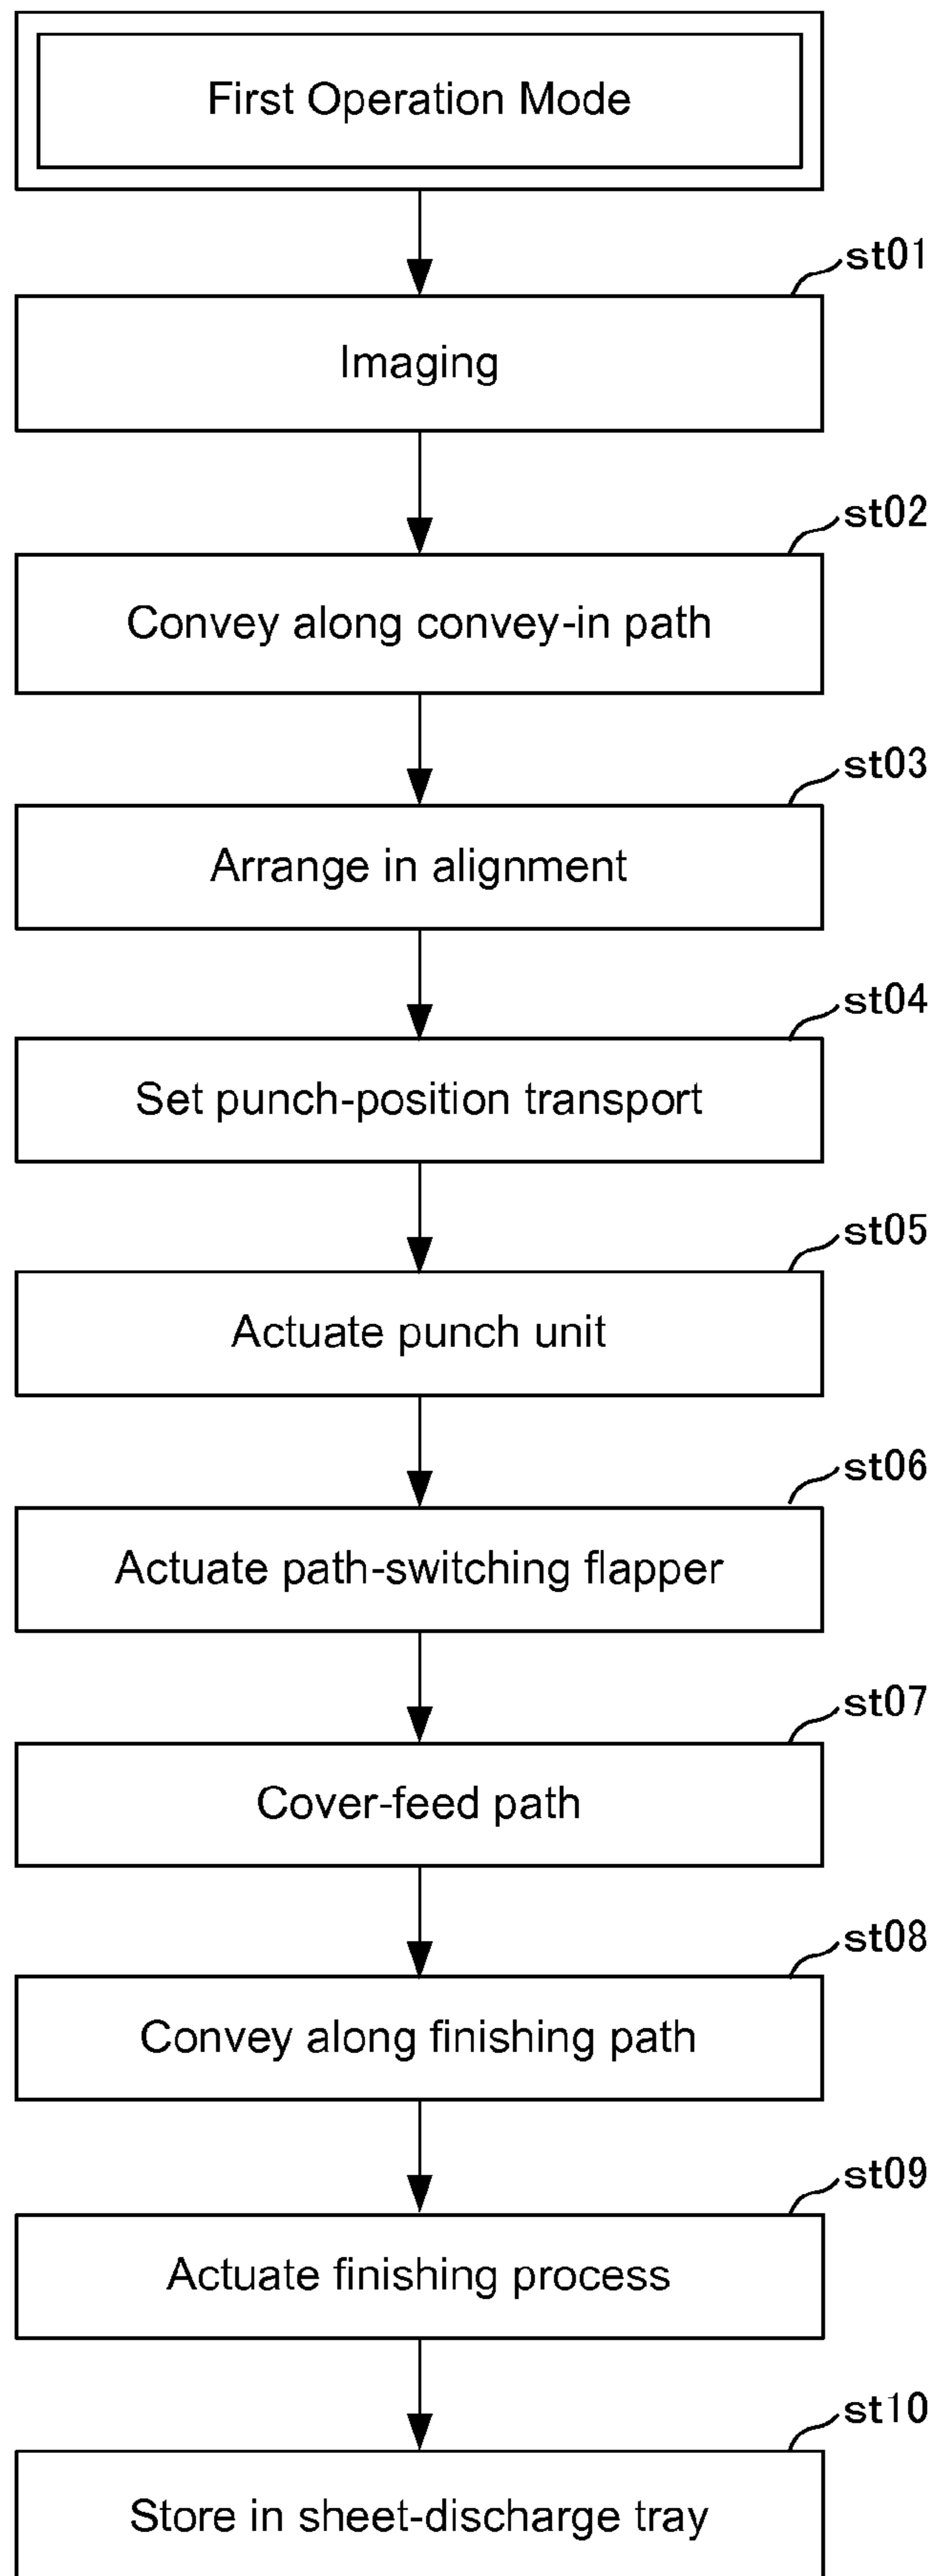 First Operation Mode
st01
Imaging
st02
Convey along convey-in path
st03
Arrange in alignment
st04
Set punch-position transport
st05
Actuate punch unit
st06
Actuate path-switching flapper
st07
Cover-feed path
st08
Convey along finishing path
st09
Actuate finishing process
st10
Store in sheet-discharge tray